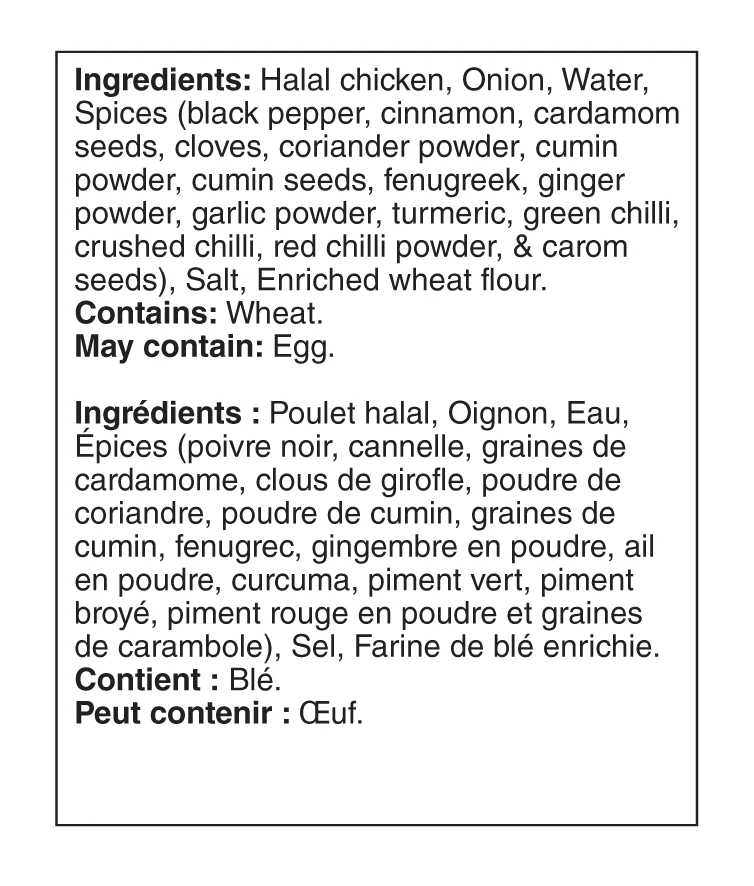 Ingredients: Halal chicken, Onion, Water,
Spices (black pepper, cinnamon, cardamom
seeds, cloves, coriander powder, cumin
powder, cumin seeds, fenugreek, ginger
powder, garlic powder, turmeric, green chilli,
crushed chilli, red chilli powder, & carom
seeds), Salt, Enriched wheat flour.
Contains: Wheat.
May contain: Egg.
Ingrédients : Poulet halal, Oignon, Eau,
Épices (poivre noir, cannelle, graines de
cardamome, clous de girofle, poudre de
coriandre, poudre de cumin, graines de
cumin, fenugrec, gingembre en poudre, ail
en poudre, curcuma, piment vert, piment
broyé, piment rouge en poudre et graines
de carambole), Sel, Farine de blé enrichie.
Contient : Blé.
Peut contenir : Œuf.